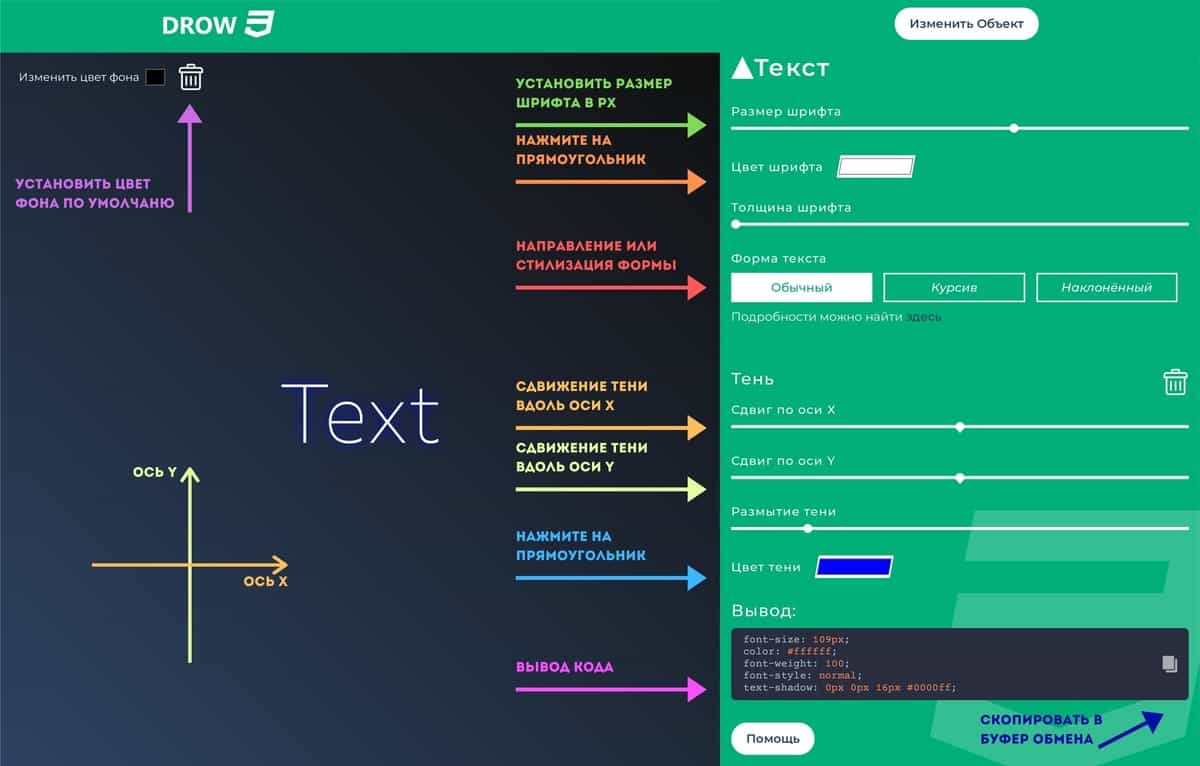 DROW
Изменить цвет фона
УСТАНОВИТЬ ЦВЕТ
ФОНА ПО УМОЛЧАНЮ
Text
ОСЬ Y
ОСЬ X
УСТАНОВИТЬ РАЗМЕР
ШРИФТА В PX
НАЖМИТЕ НА
ПРЯМОУГОЛЬНИК
НАПРАВЛЕНИЕ ИЛИ
СТИЛИЗАЦИЯ ФОРМЫ
СДВИЖЕНИЕ ТЕНИ
ВДОЛЬ ОСИ X
СДВИЖЕНИЕ ТЕНИ
ВДОЛЬ ОСИ Y
НАЖМИТЕ НА
ПРЯМОУГОЛЬНИК
ВЫВОД КОДА
Изменить Объект
Текст
Размер шрифта
Цвет шрифта
Толщина шрифта
Форма текста
Обычный Курсив Наклонённый
Подробности можно найти здесь
Тень
Сдвиг по оси X
Сдвиг по оси Y
Размытие тени
Цвет тени
Вывод:
font-size: 109px;
color: #ffffff;
font-weight: 100;
font-style: normal;
text-shadow: 0px 0px 16px #0000ff;
СКОПИРОВАТЬ В
БУФЕР ОБМЕНА
Помощь